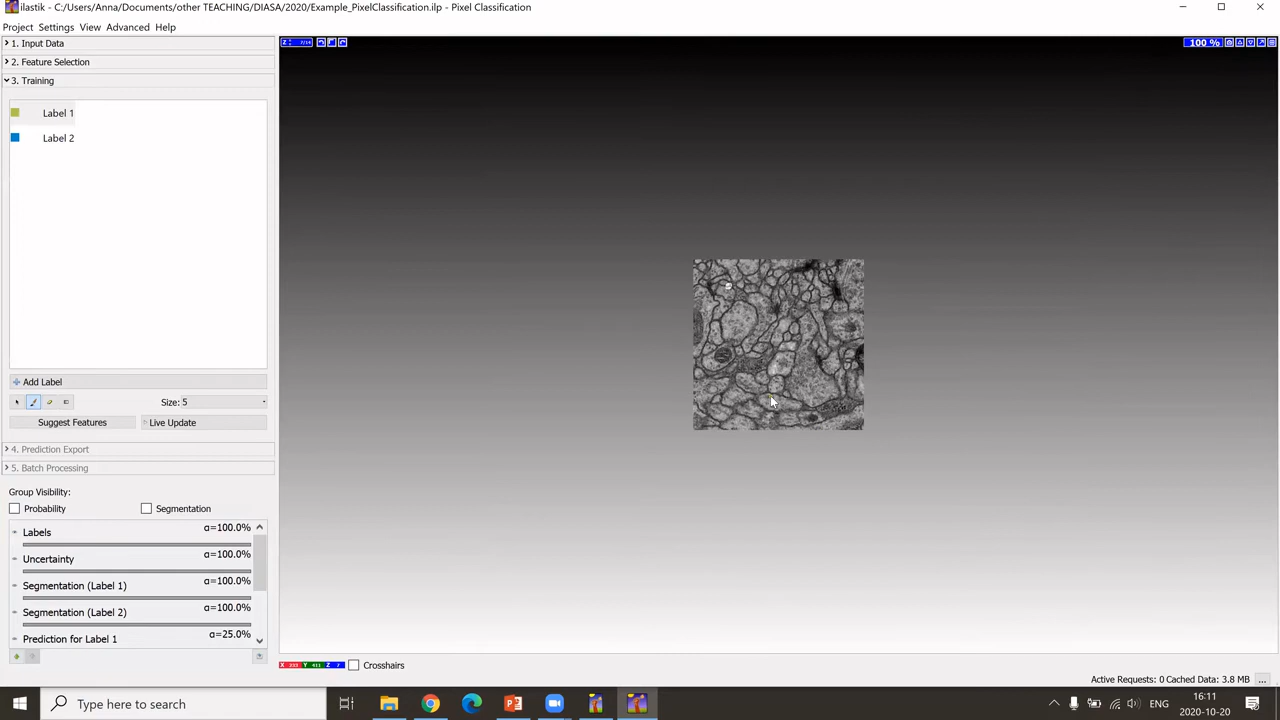 ilastik - C:/Users/Anna/Documents/other TEACHING/DIASA/2020/Example_PixelClassification.ilp - Pixel Classification
Project Settings View Advanced Help
1. Input Data
Z: 7/14
100 %
2. Feature Selection
3. Training
Label 1
Label 2
Add Label
Size: 5
Suggest Features
Live Update
4. Prediction Export
5. Batch Processing
Group Visibility:
Probability
Segmentation
Labels
α=100.0%
Uncertainty
α=100.0%
Segmentation (Label 1)
α=100.0%
Segmentation (Label 2)
α=100.0%
Prediction for Label 1
α=25.0%
Y 411 Z 7
Crosshairs
Active Requests: 0 Cached Data: 3.8 MB
...
Type here to search
ENG
16:11
2020-10-20